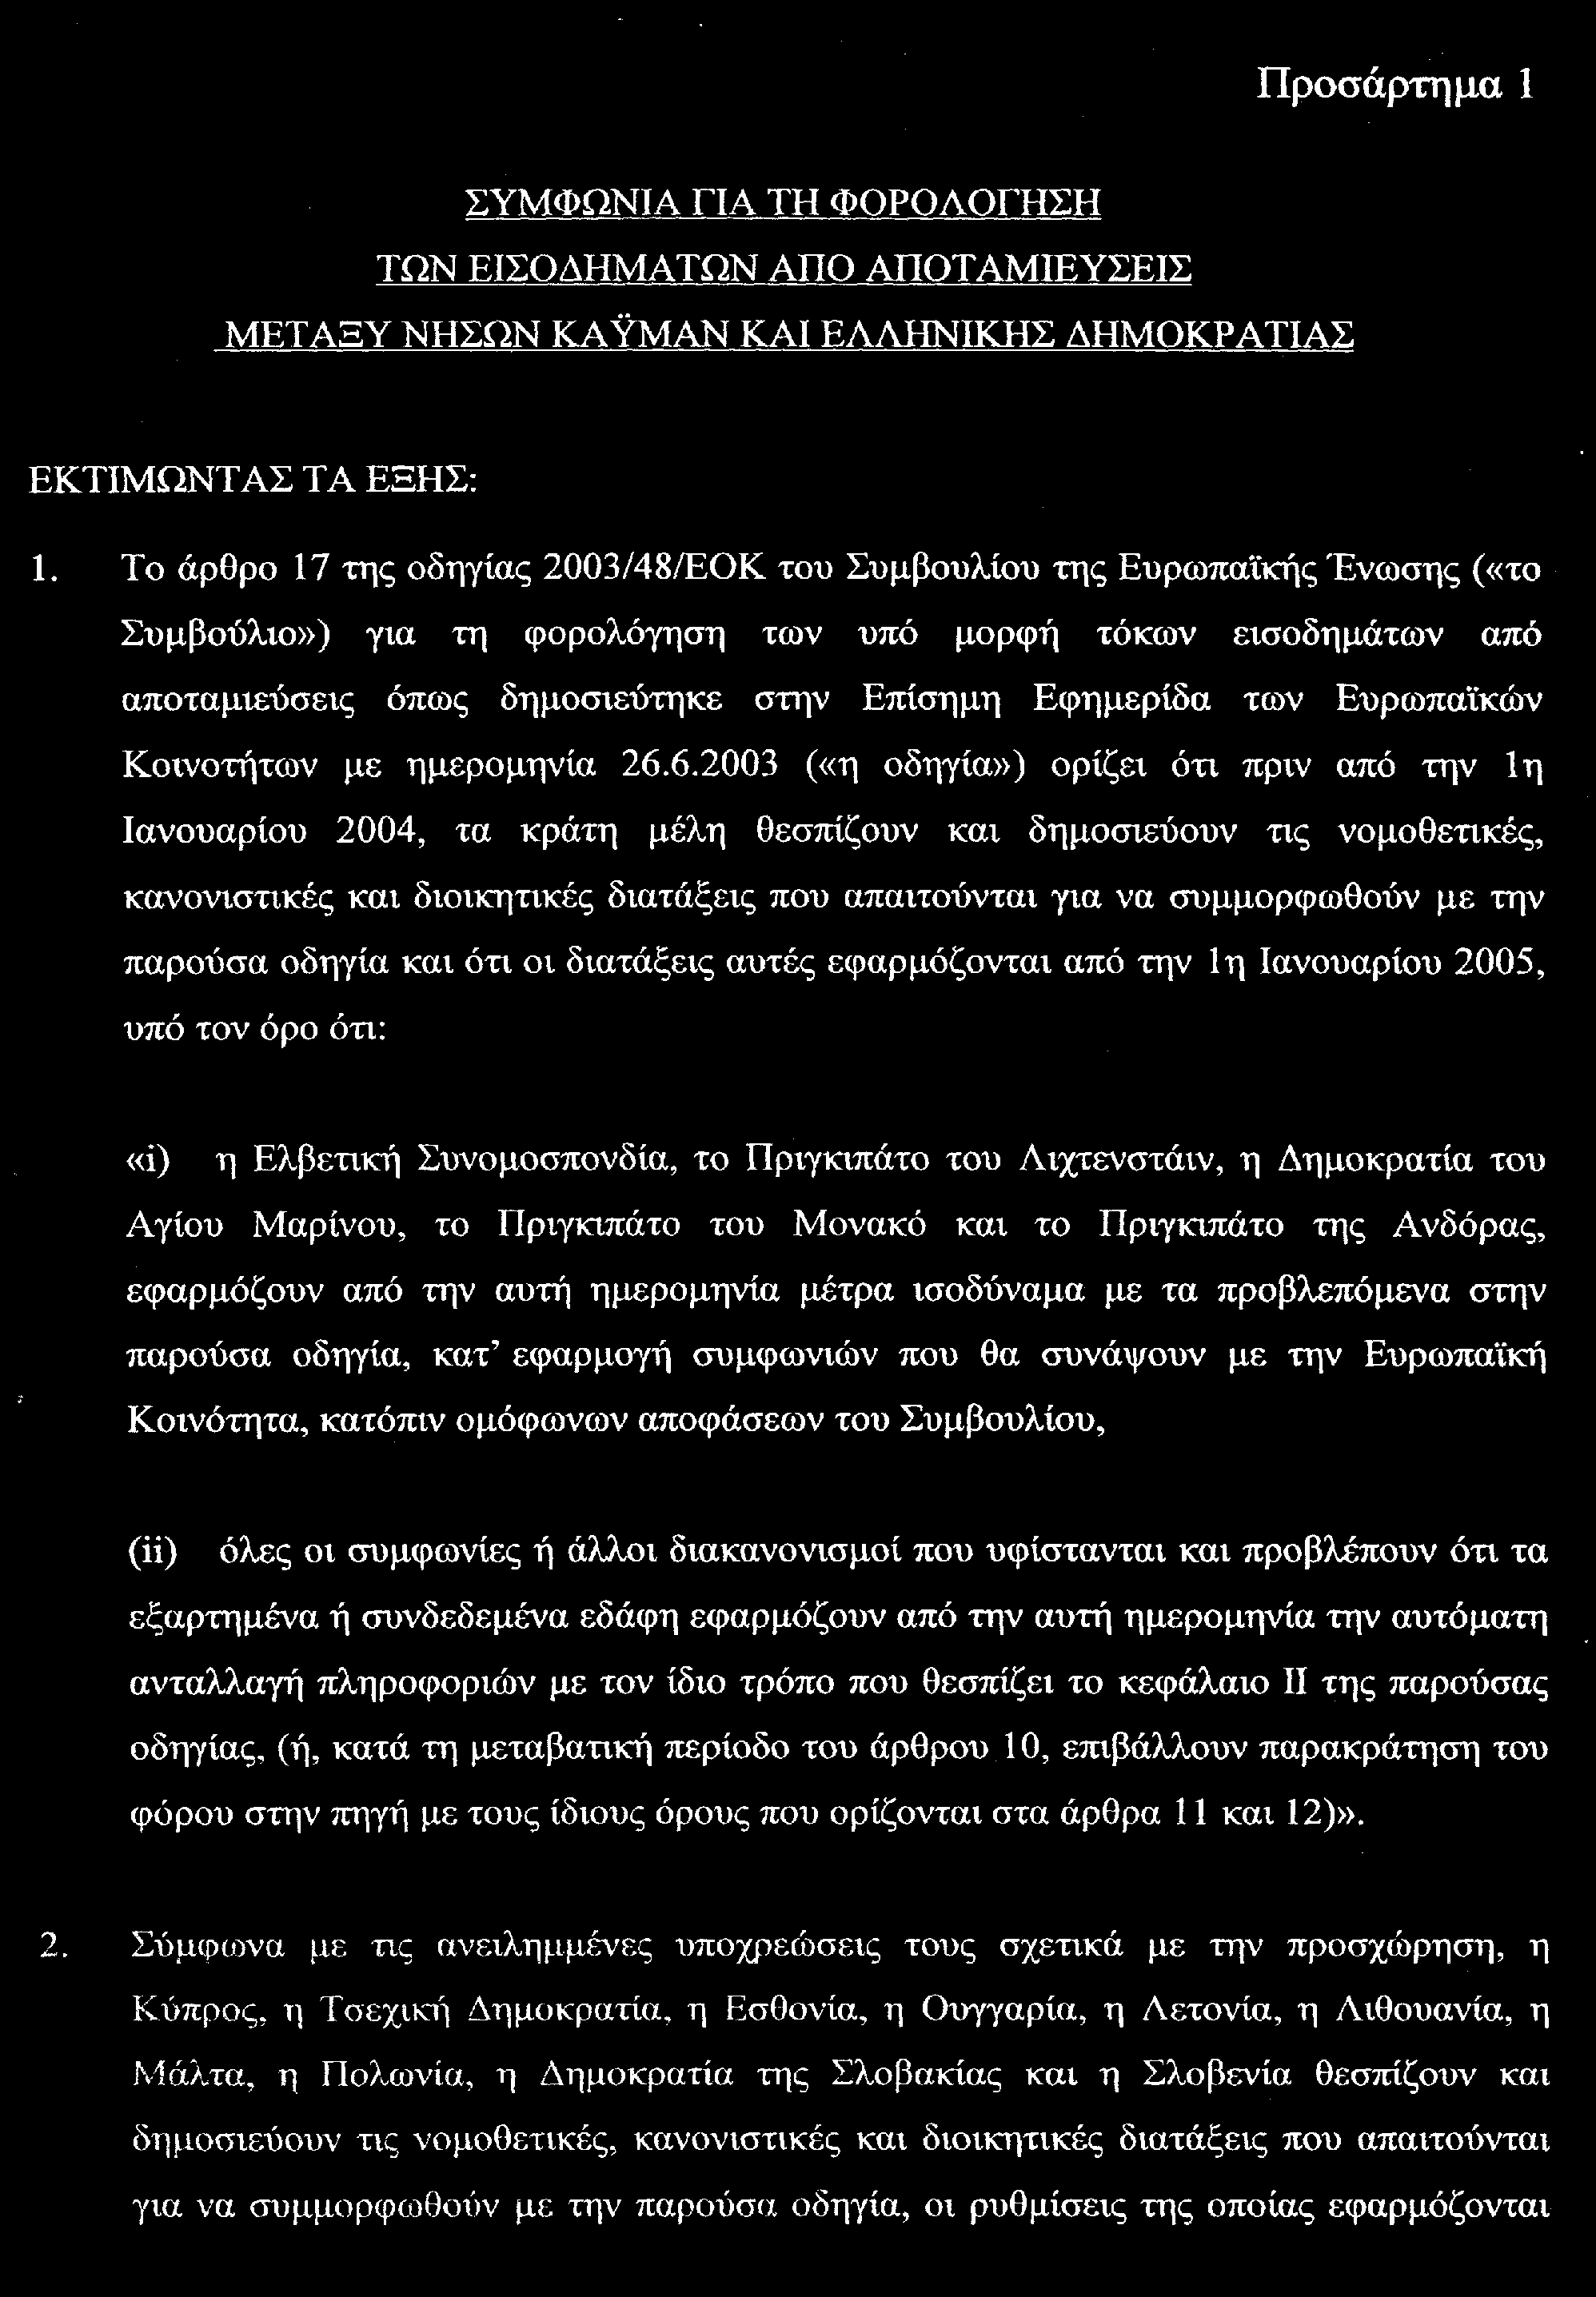 Προσάρτημα 1
ΣΥΜΦΩΝΙΑ ΓΙΑ ΤΗ ΦΟΡΟΛΟΓΗΣΗ
ΤΩΝ ΕΙΣΟΔΗΜΑΤΩΝ ΑΠΟ ΑΠΟΤΑΜΙΕΥΣΕΙΣ
ΜΕΤΑΞΥ ΝΗΣΩΝ ΚΑΫΜΑΝ ΚΑΙ ΕΛΛΗΝΙΚΗΣ ΔΗΜΟΚΡΑΤΙΑΣ
ΕΚΤΙΜΩΝΤΑΣ ΤΑ ΕΞΗΣ:
1. Το άρθρο 17 της οδηγίας 2003/48/ΕΟΚ του Συμβουλίου της Ευρωπαϊκής Ένωσης («το
Συμβούλιο») για τη φορολόγηση των υπό μορφή τόκων εισοδημάτων από
αποταμιεύσεις όπως δημοσιεύτηκε στην Επίσημη Εφημερίδα των Ευρωπαϊκών
Κοινοτήτων με ημερομηνία 26.6.2003 («η οδηγία») ορίζει ότι πριν από την 1η
Ιανουαρίου 2004, τα κράτη μέλη θεσπίζουν και δημοσιεύουν τις νομοθετικές,
κανονιστικές και διοικητικές διατάξεις που απαιτούνται για να συμμορφωθούν με την
παρούσα οδηγία και ότι οι διατάξεις αυτές εφαρμόζονται από την 1η Ιανουαρίου 2005,
υπό τον όρο ότι:
«i) η Ελβετική Συνομοσπονδία, το Πριγκιπάτο του Λιχτενστάιν, η Δημοκρατία του
Αγίου Μαρίνου, το Πριγκιπάτο του Μονακό και το Πριγκιπάτο της Ανδόρας,
εφαρμόζουν από την αυτή ημερομηνία μέτρα ισοδύναμα με τα προβλεπόμενα στην
παρούσα οδηγία, κατ’ εφαρμογή συμφωνιών που θα συνάψουν με την Ευρωπαϊκή
Κοινότητα, κατόπιν ομόφωνων αποφάσεων του Συμβουλίου,
(ii) όλες οι συμφωνίες ή άλλοι διακανονισμοί που υφίστανται και προβλέπουν ότι τα
εξαρτημένα ή συνδεδεμένα εδάφη εφαρμόζουν από την αυτή ημερομηνία την αυτόματη
ανταλλαγή πληροφοριών με τον ίδιο τρόπο που θεσπίζει το κεφάλαιο ΙΙ της παρούσας
οδηγίας, (ή, κατά τη μεταβατική περίοδο του άρθρου 10, επιβάλλουν παρακράτηση του
φόρου στην πηγή με τους ίδιους όρους που ορίζονται στα άρθρα 11 και 12)».
2. Σύμφωνα με τις ανειλημμένες υποχρεώσεις τους σχετικά με την προσχώρηση, η
Κύπρος, η Τσεχική Δημοκρατία, η Εσθονία, η Ουγγαρία, η Λετονία, η Λιθουανία, η
Μάλτα, η Πολωνία, η Δημοκρατία της Σλοβακίας και η Σλοβενία θεσπίζουν και
δημοσιεύουν τις νομοθετικές, κανονιστικές και διοικητικές διατάξεις που απαιτούνται
για να συμμορφωθούν με την παρούσα οδηγία, οι ρυθμίσεις της οποίας εφαρμόζονται